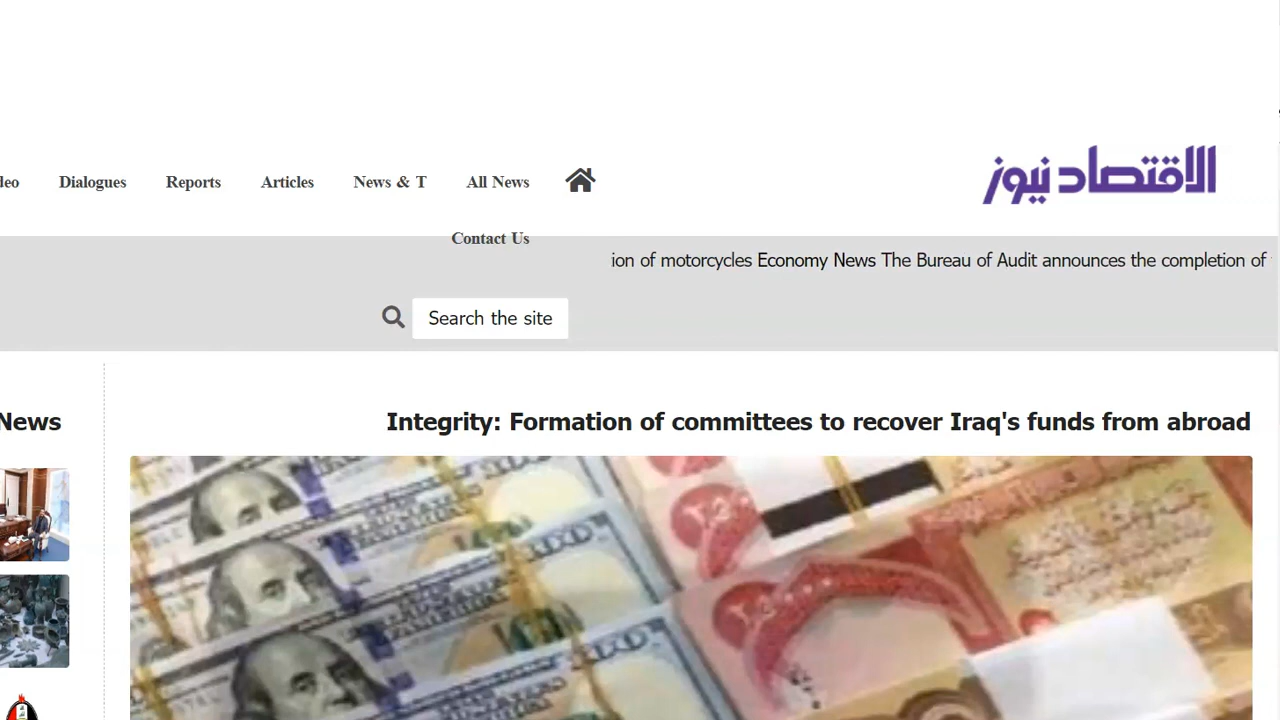 الاقتصاد نيوز
deo Dialogues Reports Articles News & T All News
Contact Us
ion of motorcycles Economy News The Bureau of Audit announces the completion of
Search the site
News
Integrity: Formation of committees to recover Iraq's funds from abroad